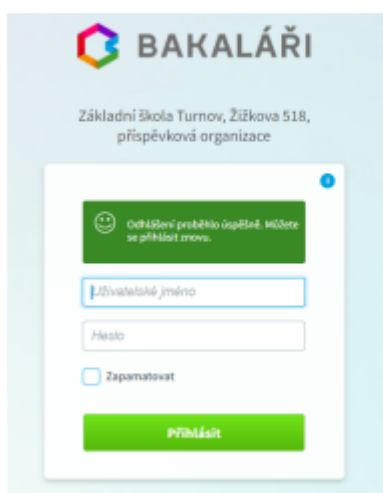 BAKALÁŘI
Základní škola Turnov, Žižkova 518,
příspěvková organizace
Odhlášení proběhlo úspěšně. Můžete
se přihlásit znovu.
Uživatelské jméno
Heslo
Zapamatovat
Přihlásit